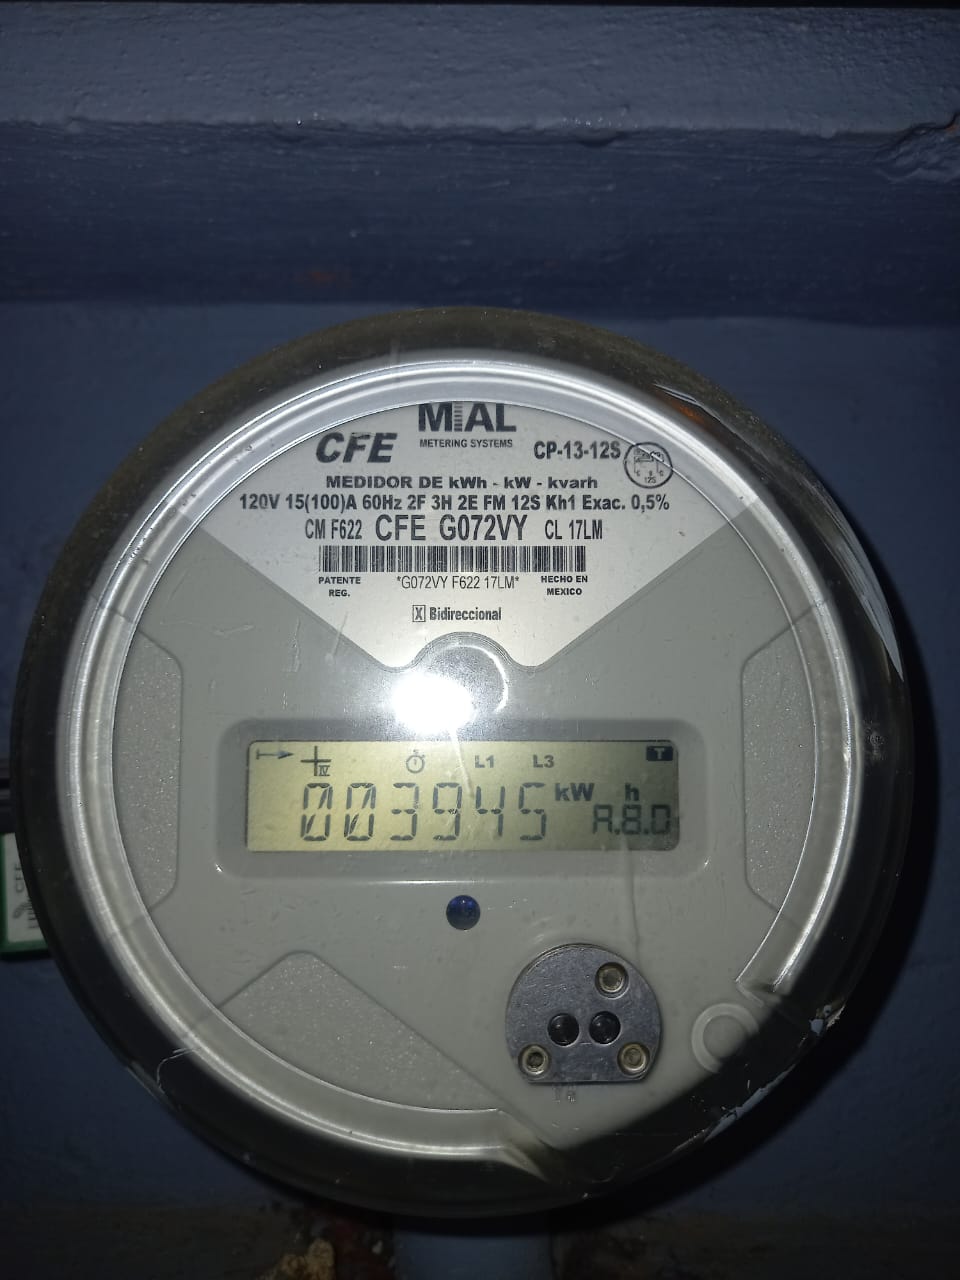 MIAL
METERING SYSTEMS
CFE
CP-13-12S
MEDIDOR DE kWh - kW - kvarh
120V 15(100)A 60Hz 2F 3H 2E FM 12S Kh1 Exac. 0,5%
CM F622 CFE G072VY CL 17LM
PATENTE REG.
*G072VY F622 17LM*
HECHO EN MEXICO
X Bidireccional
IV L1 L3 T
003945 kW h A.8.0